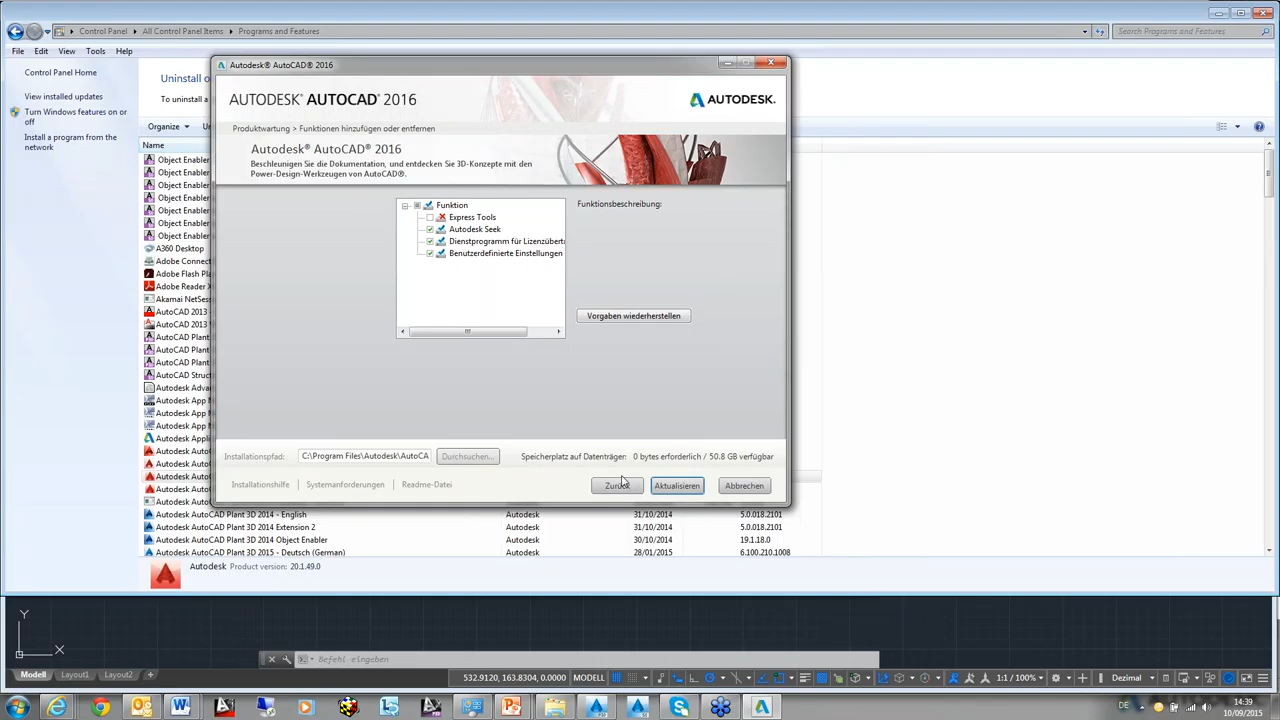 Control Panel ▸ All Control Panel Items ▸ Programs and Features
Search Programs and Features
File Edit View Tools Help
Control Panel Home
View installed updates
Turn Windows features on or
off
Install a program from the
network
Uninstall o
To uninstall a
Organize ▾
Name
Object Enabler
Object Enabler
Object Enabler
Object Enabler
Object Enabler
Object Enabler
Object Enabler
A360 Desktop
Adobe Connec
Adobe Flash Pl
Adobe Reader X
Akamai NetSes
AutoCAD 2013
AutoCAD 2013
AutoCAD Plant
AutoCAD Plant
AutoCAD Plant
AutoCAD Struc
Autodesk Adva
Autodesk App M
Autodesk App M
Autodesk App M
Autodesk Appli
Autodesk Auto
Autodesk Auto
Autodesk Auto
Autodesk Auto
Autodesk Auto
Autodesk AutoCAD Plant 3D 2014 - English Autodesk 31/10/2014 5.0.018.2101
Autodesk AutoCAD Plant 3D 2014 Extension 2 Autodesk 31/10/2014 5.0.018.2101
Autodesk AutoCAD Plant 3D 2014 Object Enabler Autodesk 30/10/2014 19.1.18.0
Autodesk AutoCAD Plant 3D 2015 - Deutsch (German) Autodesk 28/01/2015 6.100.210.1008
Autodesk Product version: 20.1.49.0
Autodesk® AutoCAD® 2016
AUTODESK® AUTOCAD® 2016
AUTODESK.
Produktwartung > Funktionen hinzufügen oder entfernen
Autodesk® AutoCAD® 2016
Beschleunigen Sie die Dokumentation, und entdecken Sie 3D-Konzepte mit den
Power-Design-Werkzeugen von AutoCAD®.
Funktion
Express Tools
Autodesk Seek
Dienstprogramm für Lizenzübertr
Benutzerdefinierte Einstellungen
Funktionsbeschreibung:
Vorgaben wiederherstellen
Installationspfad: C:\Program Files\Autodesk\AutoCA Durchsuchen...
Speicherplatz auf Datenträger: 0 bytes erforderlich / 50.8 GB verfügbar
Installationshilfe Systemanforderungen Readme-Datei
Zurück Aktualisieren Abbrechen
Y
X
Befehl eingeben
Modell Layout1 Layout2 +
532.9120, 163.8304, 0.0000 MODELL
1:1 / 100%
Dezimal
DE
14:39
10/09/2015